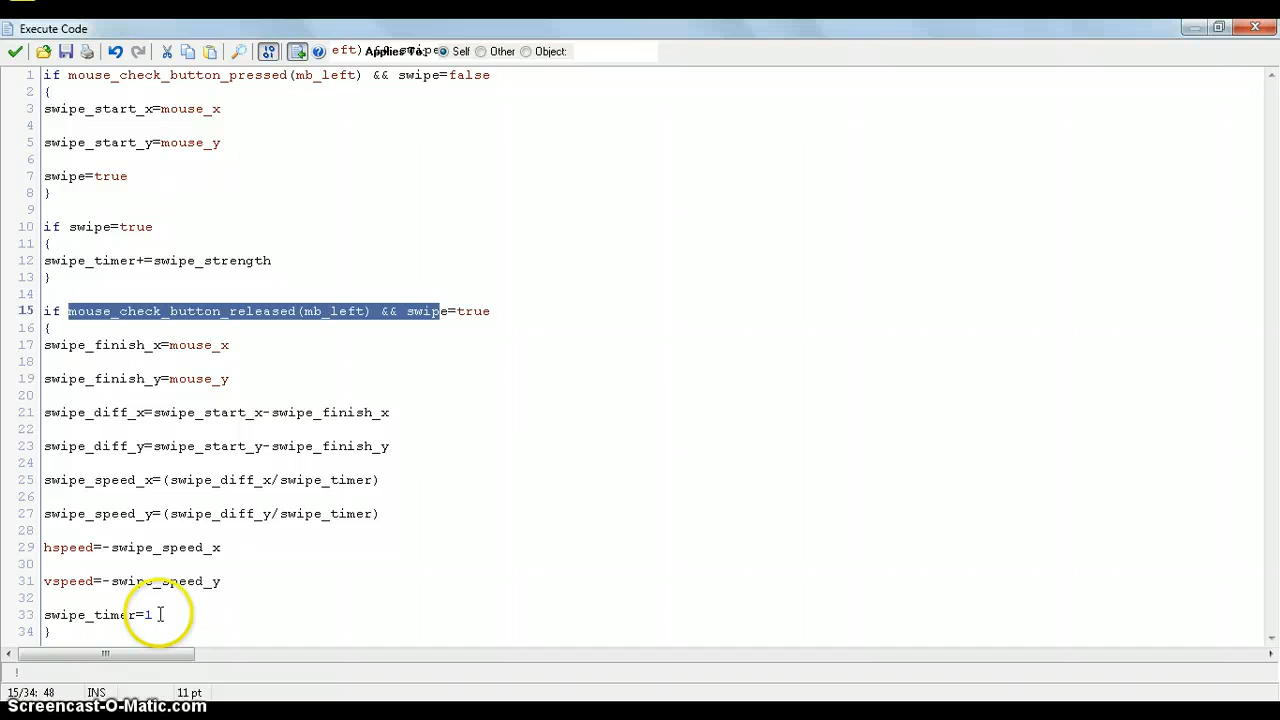 Execute Code
eft) && swipe Applies To: Self Other Object:
1 if mouse_check_button_pressed(mb_left) && swipe=false
2 {
3 swipe_start_x=mouse_x
4
5 swipe_start_y=mouse_y
6
7 swipe=true
8 }
9
10 if swipe=true
11 {
12 swipe_timer+=swipe_strength
13 }
14
15 if mouse_check_button_released(mb_left) && swipe=true
16 {
17 swipe_finish_x=mouse_x
18
19 swipe_finish_y=mouse_y
20
21 swipe_diff_x=swipe_start_x-swipe_finish_x
22
23 swipe_diff_y=swipe_start_y-swipe_finish_y
24
25 swipe_speed_x=(swipe_diff_x/swipe_timer)
26
27 swipe_speed_y=(swipe_diff_y/swipe_timer)
28
29 hspeed=-swipe_speed_x
30
31 vspeed=-swipe_speed_y
32
33 swipe_timer=1
34 }
!
15/34: 48 INS 11 pt
Screencast-O-Matic.com